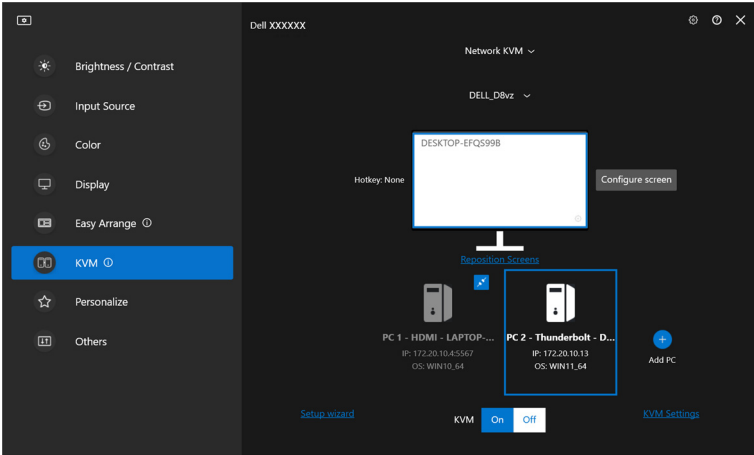 Dell XXXXXX
Brightness / Contrast
Input Source
Color
Display
Easy Arrange
KVM
Personalize
Others
Network KVM
DELL_D8vz
DESKTOP-EFQS99B
Hotkey: None
Configure screen
Reposition Screens
PC 1 - HDMI - LAPTOP-...
IP: 172.20.10.4:5567
OS: WIN10_64
PC 2 - Thunderbolt - D...
IP: 172.20.10.13
OS: WIN11_64
Add PC
Setup wizard
KVM On Off
KVM Settings